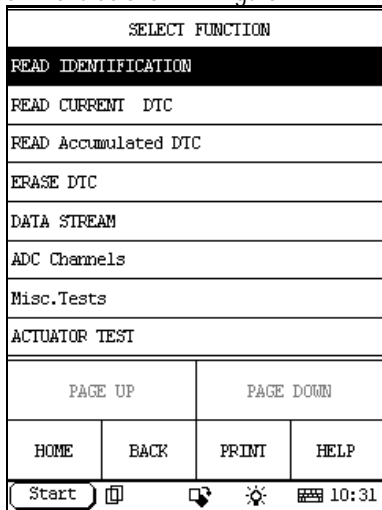 SELECT FUNCTION
READ IDENTIFICATION
READ CURRENT DTC
READ Accumulated DTC
ERASE DTC
DATA STREAM
ADC Channels
Misc.Tests
ACTUATOR TEST
PAGE UP PAGE DOWN
HOME BACK PRINT HELP
Start 10:31